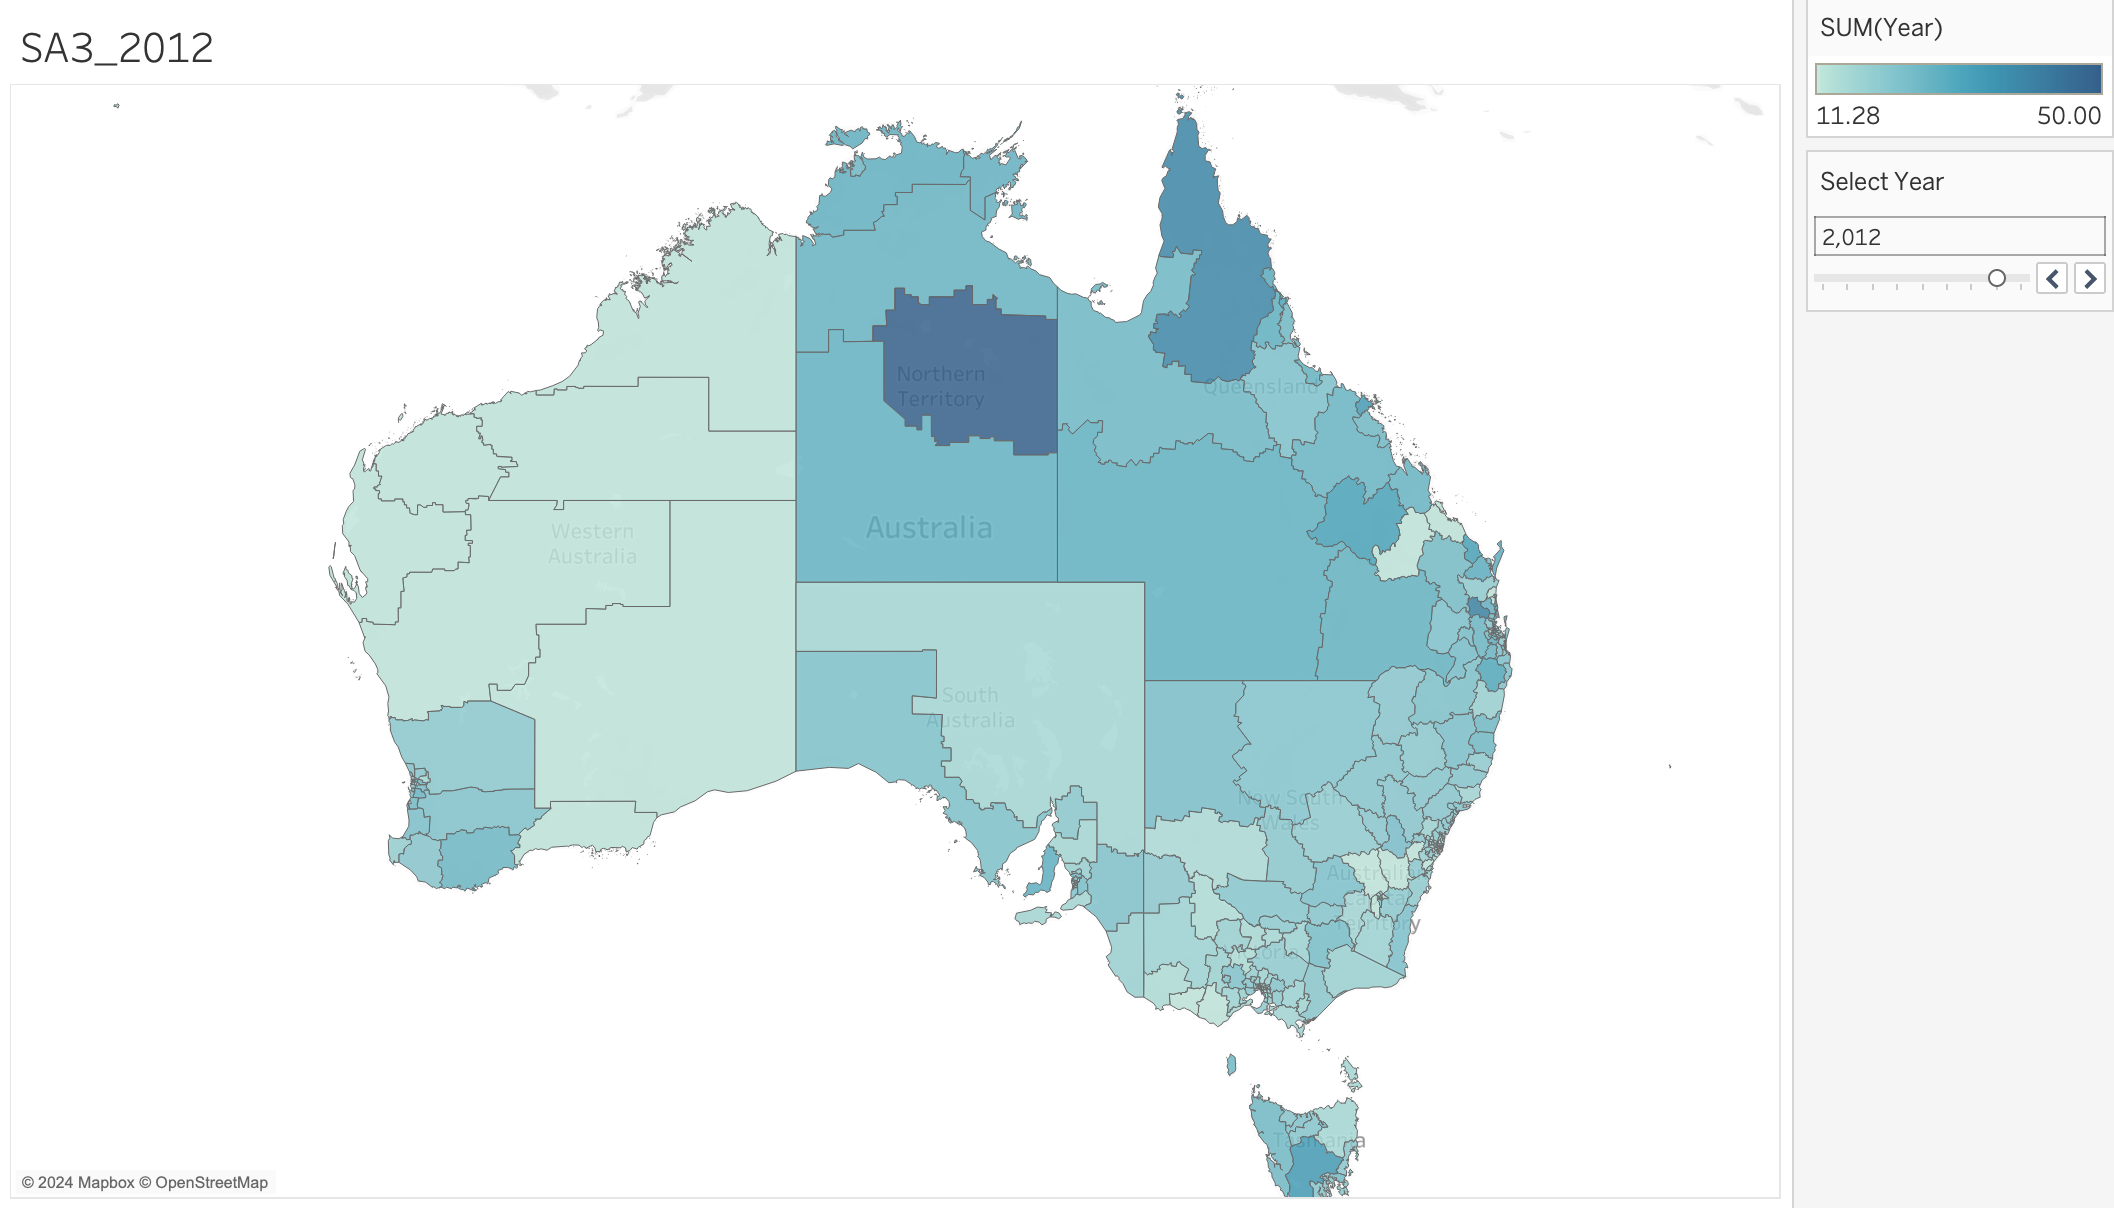 SA3_2012
SUM(Year)
11.28 50.00
Select Year
2,012
Northern
Territory
Queensland
Australia
Western
Australia
South
Australia
New South
Wales
Australia
Capital
Territory
Victoria
Tasmania
© 2024 Mapbox © OpenStreetMap